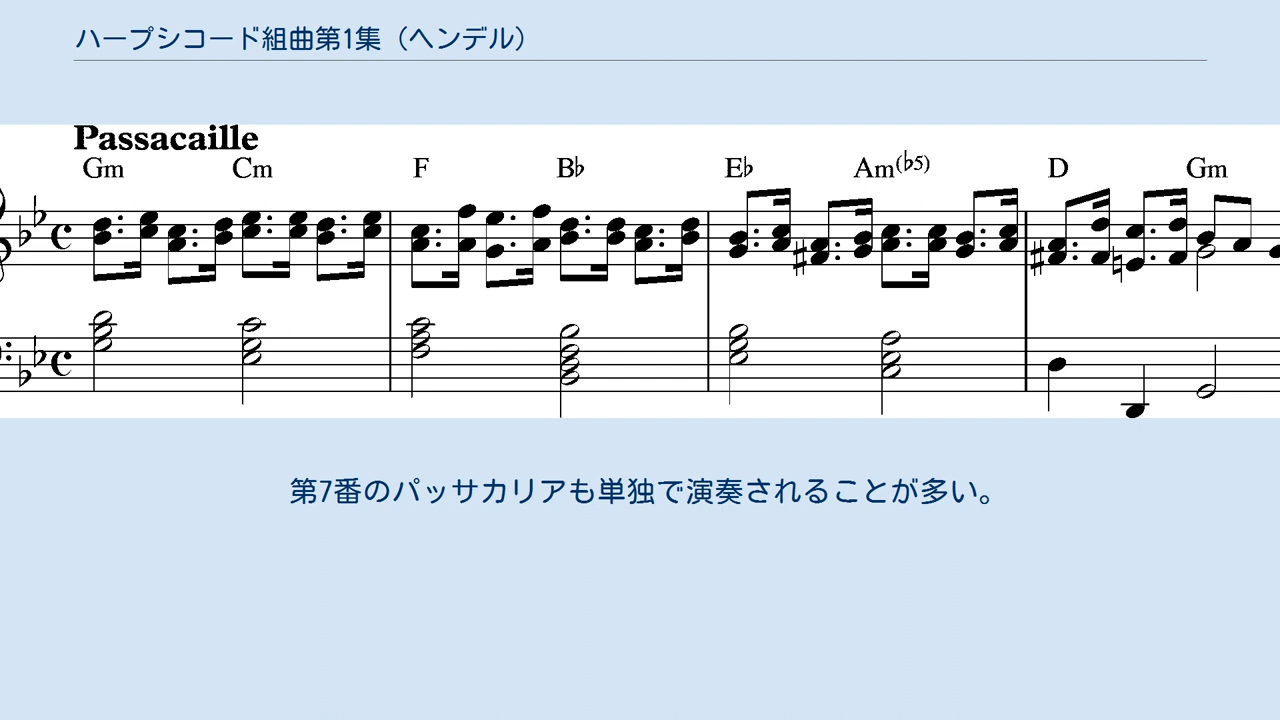 ハープシコード組曲第1集（ヘンデル）
Passacaille
Gm Cm F B♭ E♭ Am(♭5) D Gm
第7番のパッサカリアも単独で演奏されることが多い。